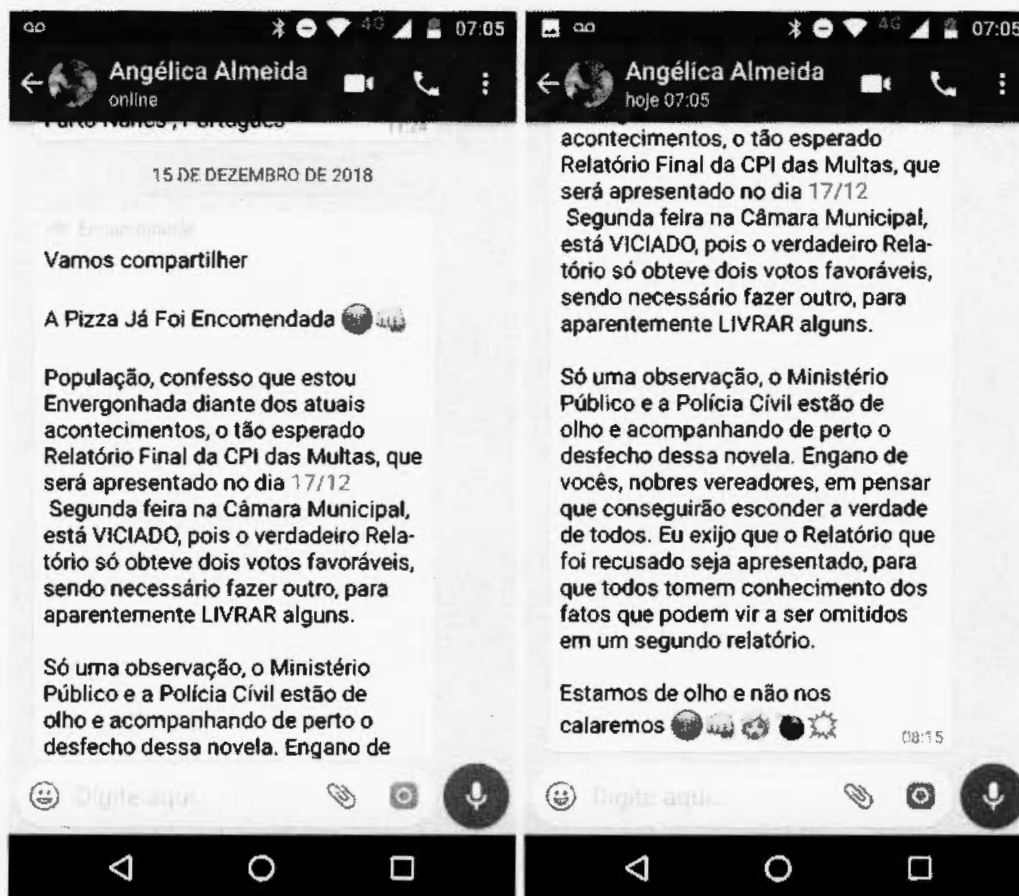 4G 07:05
Angélica Almeida
online
11:24
15 DE DEZEMBRO DE 2018
Vamos compartilher
A Pizza Já Foi Encomendada
População, confesso que estou
Envergonhada diante dos atuais
acontecimentos, o tão esperado
Relatório Final da CPI das Multas, que
será apresentado no dia 17/12
Segunda feira na Câmara Municipal,
está VICIADO, pois o verdadeiro Rela-
tório só obteve dois votos favoráveis,
sendo necessário fazer outro, para
aparentemente LIVRAR alguns.
Só uma observação, o Ministério
Público e a Polícia Cívil estão de
olho e acompanhando de perto o
desfecho dessa novela. Engano de
Digite aqui...
4G 07:05
Angélica Almeida
hoje 07:05
acontecimentos, o tão esperado
Relatório Final da CPI das Multas, que
será apresentado no dia 17/12
Segunda feira na Câmara Municipal,
está VICIADO, pois o verdadeiro Rela-
tório só obteve dois votos favoráveis,
sendo necessário fazer outro, para
aparentemente LIVRAR alguns.
Só uma observação, o Ministério
Público e a Polícia Cívil estão de
olho e acompanhando de perto o
desfecho dessa novela. Engano de
vocês, nobres vereadores, em pensar
que conseguirão esconder a verdade
de todos. Eu exijo que o Relatório que
foi recusado seja apresentado, para
que todos tomem conhecimento dos
fatos que podem vir a ser omitidos
em um segundo relatório.
Estamos de olho e não nos
calaremos
08:15
Digite aqui...